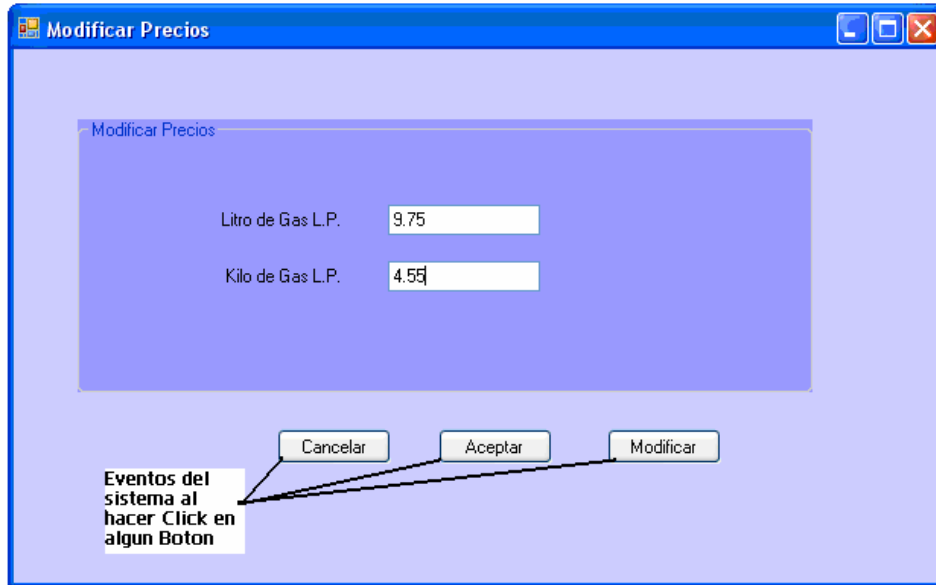 Modificar Precios
Modificar Precios
Litro de Gas L.P. 9.75
Kilo de Gas L.P. 4.55
Cancelar Aceptar Modificar
Eventos del
sistema al
hacer Click en
algun Boton